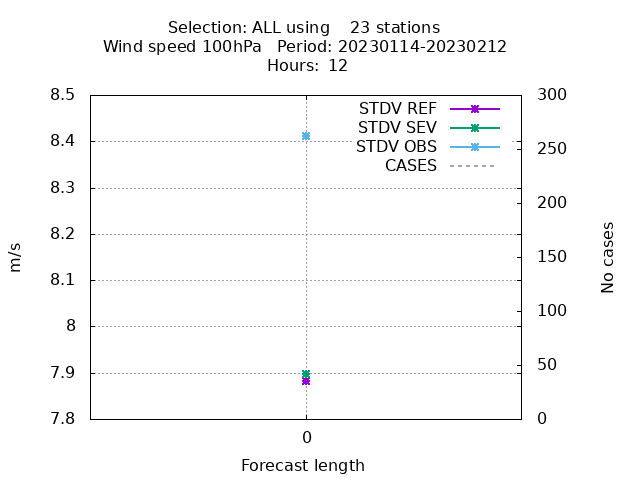 Selection: ALL using    23 stations
Wind speed 100hPa   Period: 20230114-20230212
Hours:  12
8.5
8.4
8.3
8.2
8.1
8
7.9
7.8
m/s
STDV REF
STDV SEV
STDV OBS
CASES
300
250
200
150
100
50
0
No cases
0
Forecast length